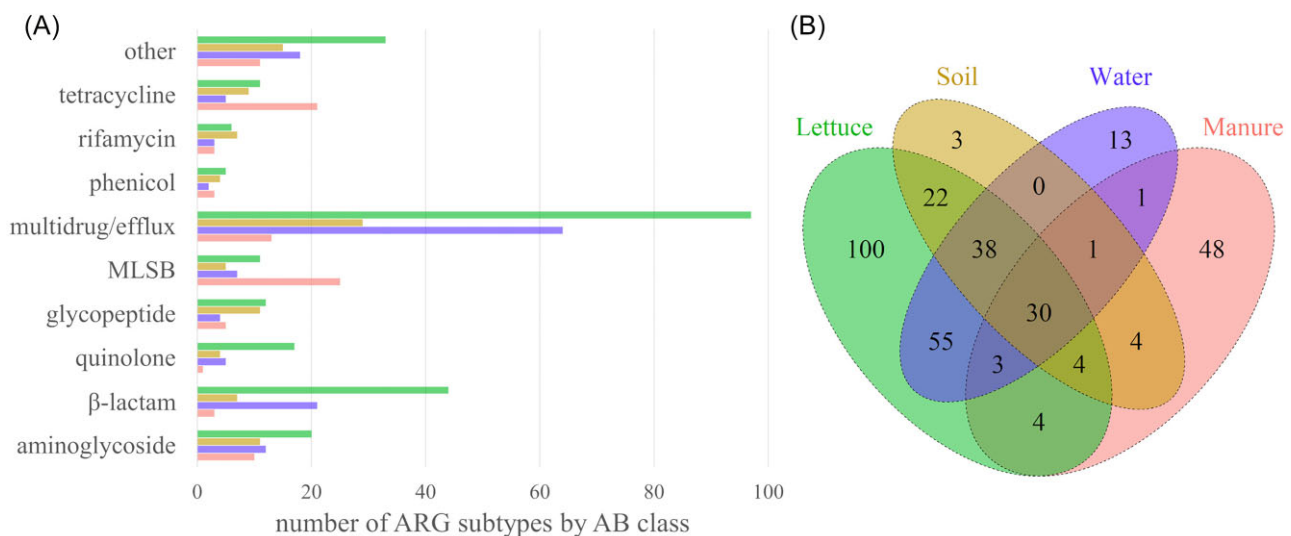 (A)
other
tetracycline
rifamycin
phenicol
multidrug/efflux
MLSB
glycopeptide
quinolone
β-lactam
aminoglycoside
0 20 40 60 80 100
number of ARG subtypes by AB class
(B)
Soil Water
Lettuce Manure
3 13
22 0 1
100 38 1 48
30
55 3 4 4
4